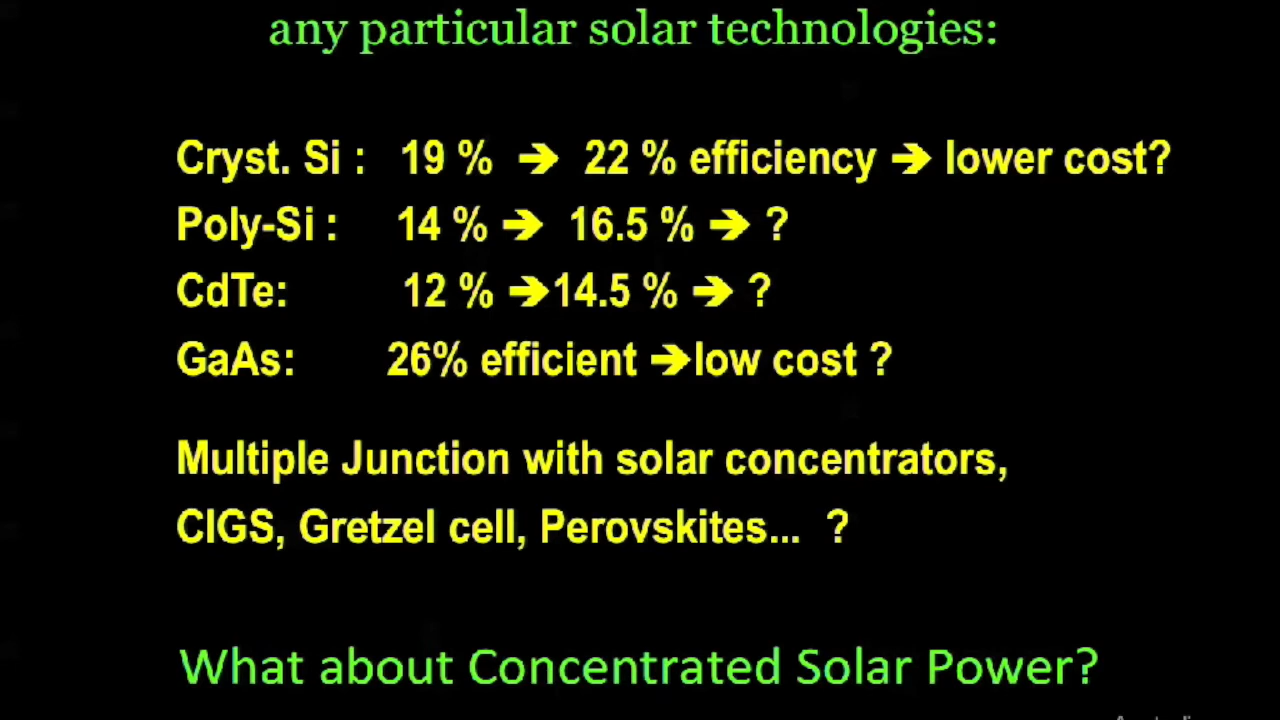 any particular solar technologies:
Cryst. Si : 19 % ➔ 22 % efficiency ➔ lower cost?
Poly-Si : 14 % ➔ 16.5 % ➔ ?
CdTe: 12 % ➔14.5 % ➔ ?
GaAs: 26% efficient ➔low cost ?
Multiple Junction with solar concentrators,
CIGS, Gretzel cell, Perovskites... ?
What about Concentrated Solar Power?